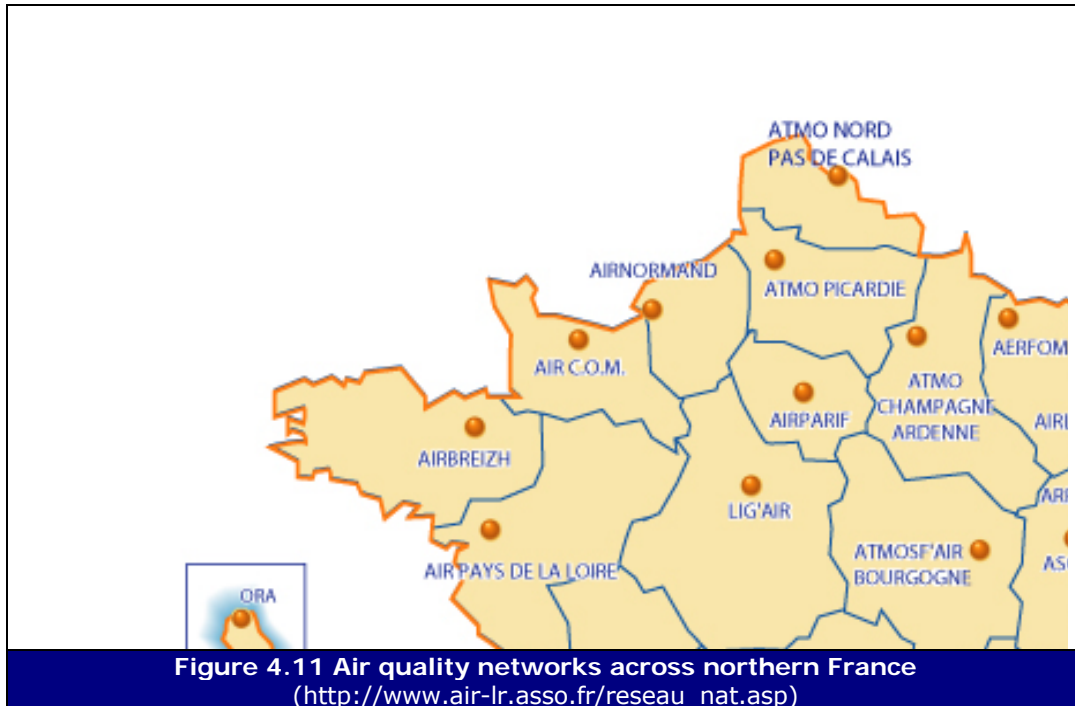 ATMO NORD
PAS DE CALAIS
AIRNORMAND
ATMO PICARDIE
AIR C.O.M.
AERFOM
ATMO
CHAMPAGNE
ARDENNE
AIRPARIF
AIRBREIZH
LIG'AIR
AIR PAYS DE LA LOIRE
ATMOSF'AIR
BOURGOGNE
ORA
Figure 4.11 Air quality networks across northern France
(http://www.air-lr.asso.fr/reseau_nat.asp)